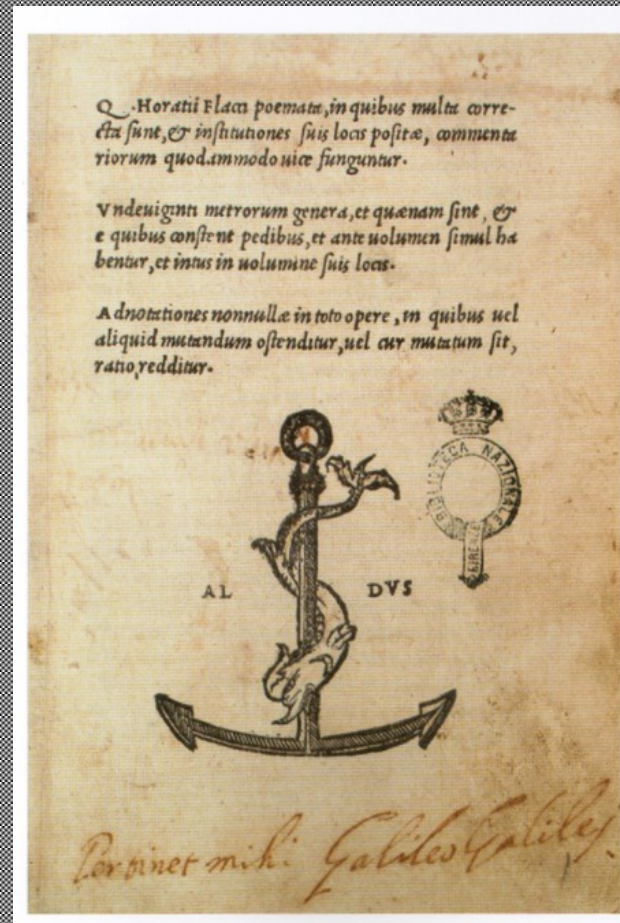 Q. Horatii Flacci poemata, in quibus multa corre-
cta sunt, & institutiones suis locis positæ, commenta
riorum quodammodo uice funguntur.
Vndeuiginti metrorum genera, et quænam sint, &
e quibus constent pedibus, et ante uolumen simul ha
bentur, et intus in uolumine suis locis.
Adnotationes nonnullæ in toto opere, in quibus uel
aliquid mutandum ostenditur, uel cur mutatum sit,
ratio redditur.
BIBLIOTECA NAZIONALE
FIRENZE
AL DVS
Pertinet mihi Galileo Galilej